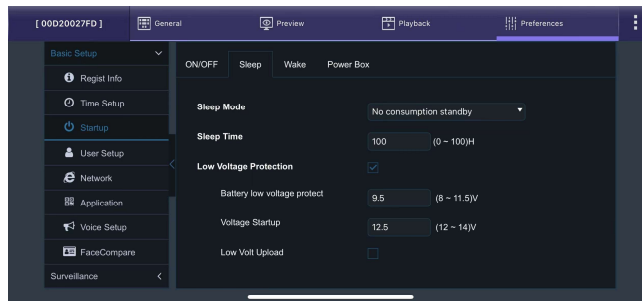 [ 00D20027FD ] General Preview Playback Preferences
Basic Setup
ON/OFF Sleep Wake Power Box
Regist Info
Time Setup
Startup
User Setup
Network
Application
Voice Setup
FaceCompare
Surveillance
Sleep Mode No consumption standby
Sleep Time 100 (0 ~ 100)H
Low Voltage Protection
Battery low voltage protect 9.5 (8 ~ 11.5)V
Voltage Startup 12.5 (12 ~ 14)V
Low Volt Upload